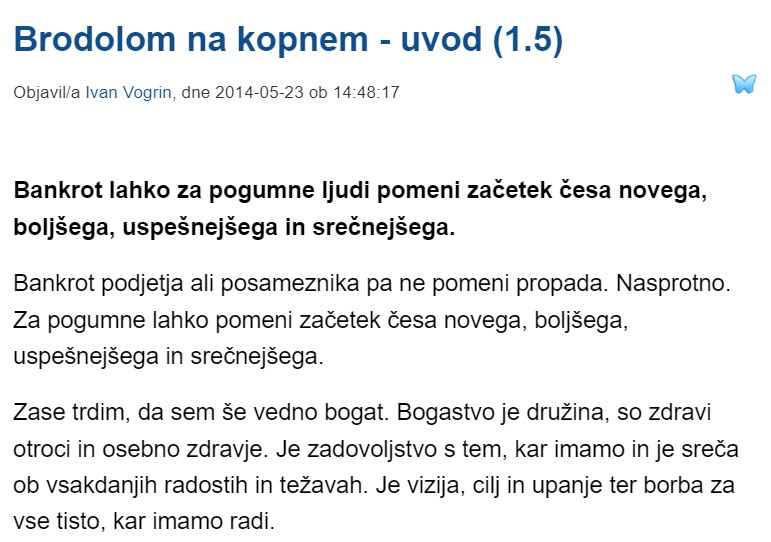 Brodolom na kopnem - uvod (1.5)
Objavil/a Ivan Vogrin, dne 2014-05-23 ob 14:48:17
Bankrot lahko za pogumne ljudi pomeni začetek česa novega,
boljšega, uspešnejšega in srečnejšega.
Bankrot podjetja ali posameznika pa ne pomeni propada. Nasprotno.
Za pogumne lahko pomeni začetek česa novega, boljšega,
uspešnejšega in srečnejšega.
Zase trdim, da sem še vedno bogat. Bogastvo je družina, so zdravi
otroci in osebno zdravje. Je zadovoljstvo s tem, kar imamo in je sreča
ob vsakdanjih radostih in težavah. Je vizija, cilj in upanje ter borba za
vse tisto, kar imamo radi.